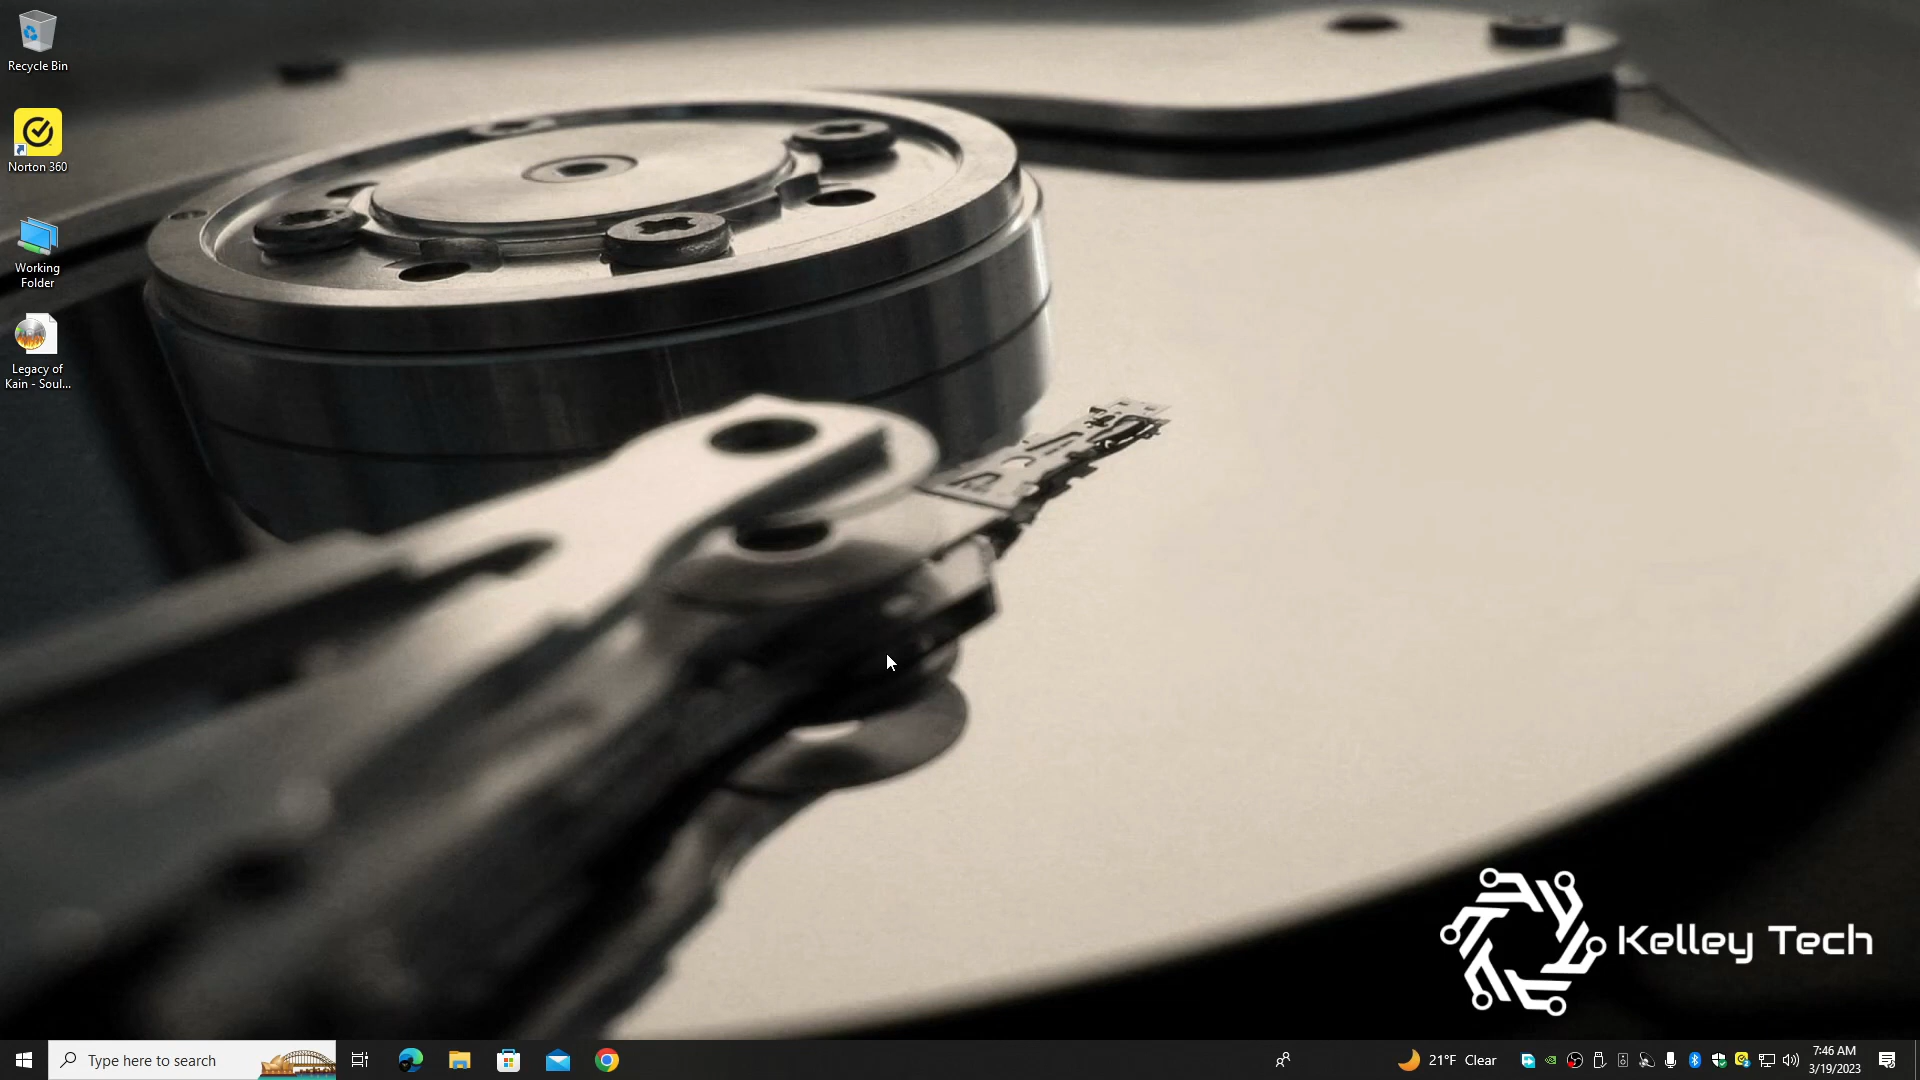 Recycle Bin
Norton 360
Working
Folder
Legacy of
Kain - Soul...
Kelley Tech
Type here to search
21°F Clear
7:46 AM
3/19/2023